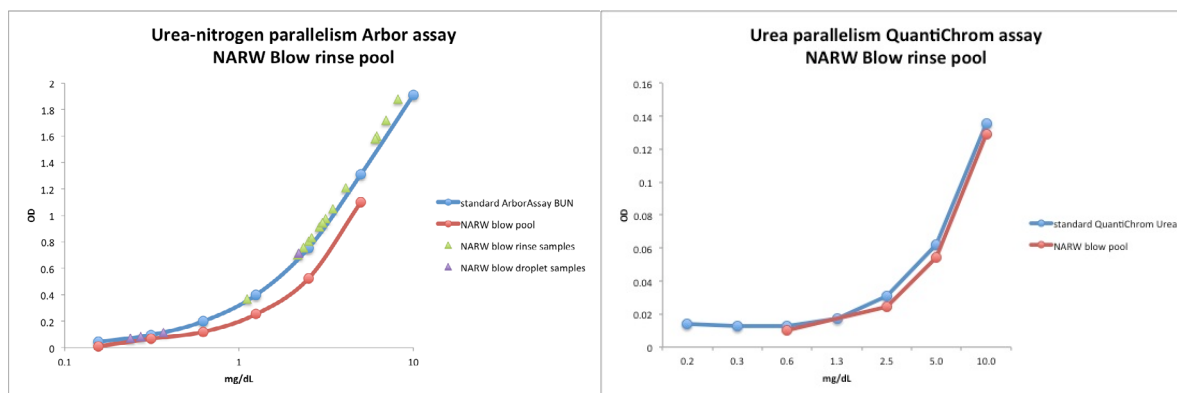 Urea-nitrogen parallelism Arbor assay
NARW Blow rinse pool
OD
2
1.8
1.6
1.4
1.2
1
0.8
0.6
0.4
0.2
0
0.1
1
10
mg/dL
standard ArborAssay BUN
NARW blow pool
NARW blow rinse samples
NARW blow droplet samples
Urea parallelism QuantiChrom assay
NARW Blow rinse pool
OD
0.16
0.14
0.12
0.1
0.08
0.06
0.04
0.02
0
0.2
0.3
0.6
1.3
2.5
5.0
10.0
mg/dL
standard QuantiChrom Urea
NARW blow pool